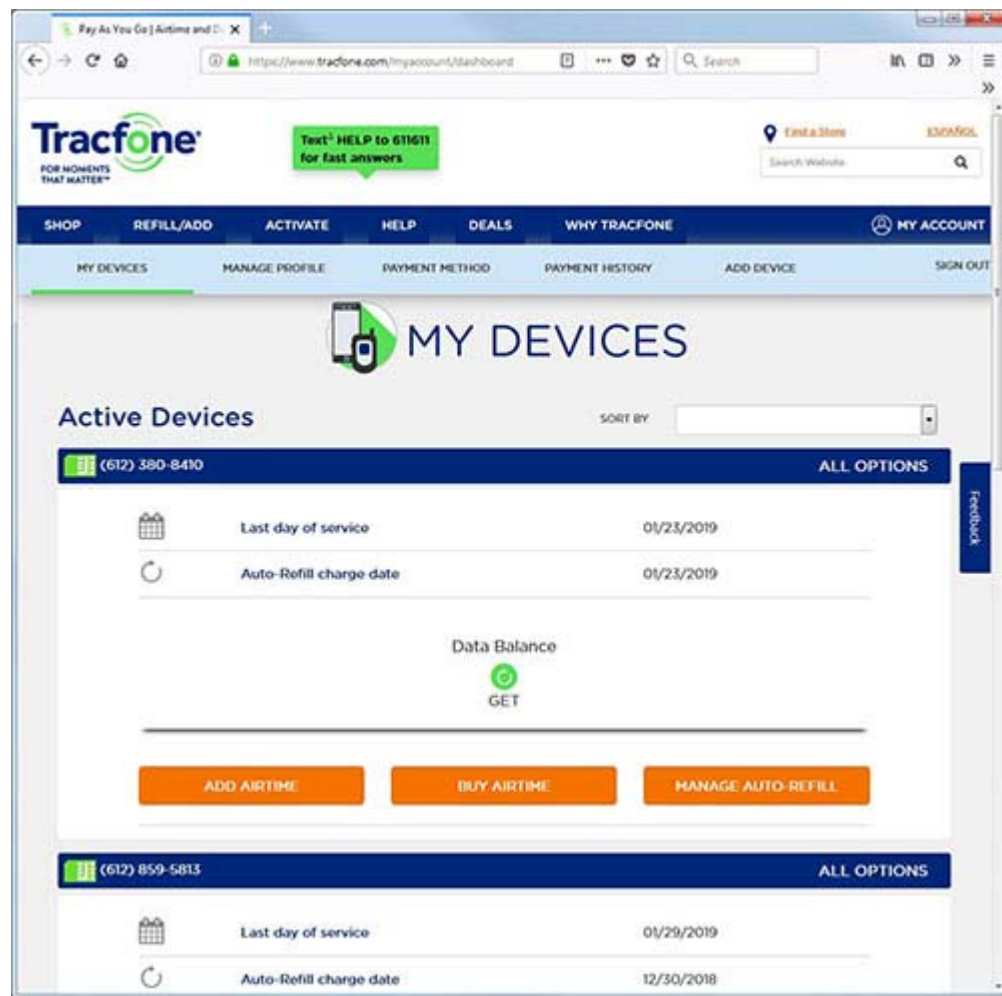 Pay As You Go | Airtime and D
https://www.tracfone.com/myaccount/dashboard
Search
Tracfone
FOR MOMENTS
THAT MATTER™
Text¹ HELP to 611611
for fast answers
Find a Store
ESPAÑOL
Search Website
SHOP REFILL/ADD ACTIVATE HELP DEALS WHY TRACFONE MY ACCOUNT
MY DEVICES MANAGE PROFILE PAYMENT METHOD PAYMENT HISTORY ADD DEVICE SIGN OUT
MY DEVICES
Active Devices
SORT BY
(612) 380-8410 ALL OPTIONS
Last day of service 01/23/2019
Auto-Refill charge date 01/23/2019
Feedback
Data Balance
GET
ADD AIRTIME BUY AIRTIME MANAGE AUTO-REFILL
(612) 859-5813 ALL OPTIONS
Last day of service 01/29/2019
Auto-Refill charge date 12/30/2018